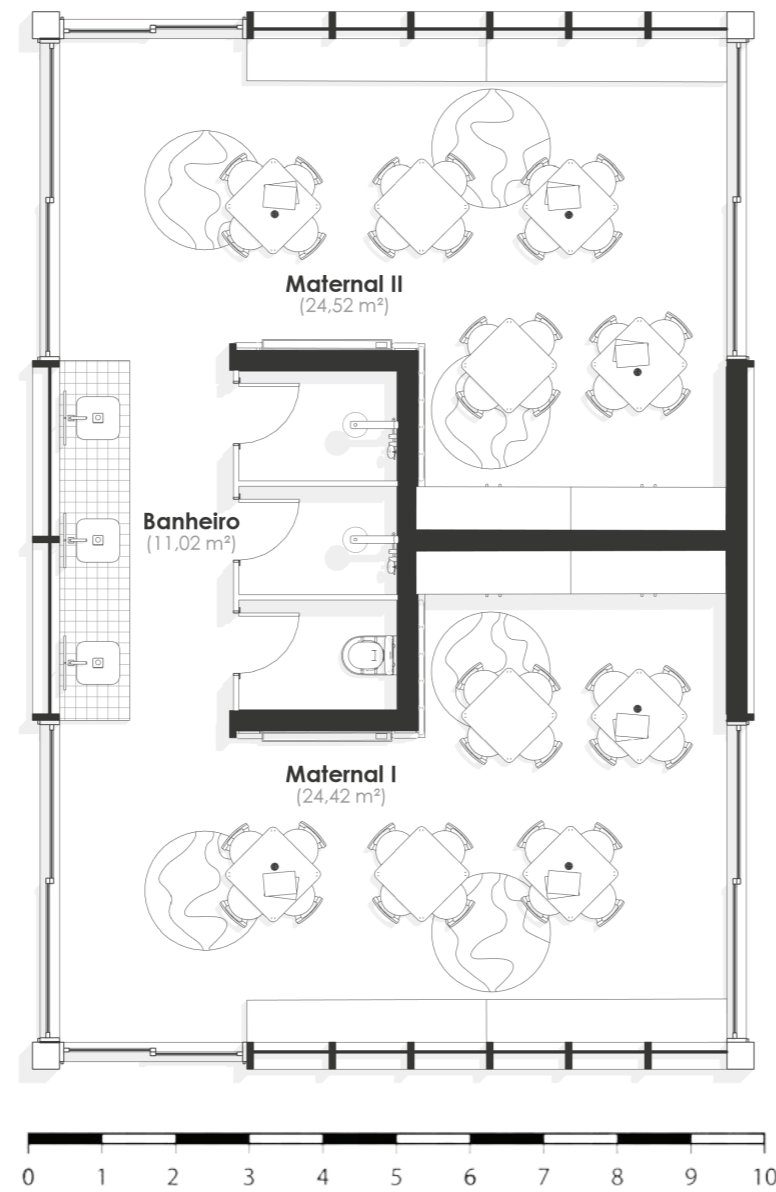 Maternal II
(24,52 m²)
Banheiro
(11,02 m²)
Maternal I
(24,42 m²)
0 1 2 3 4 5 6 7 8 9 10